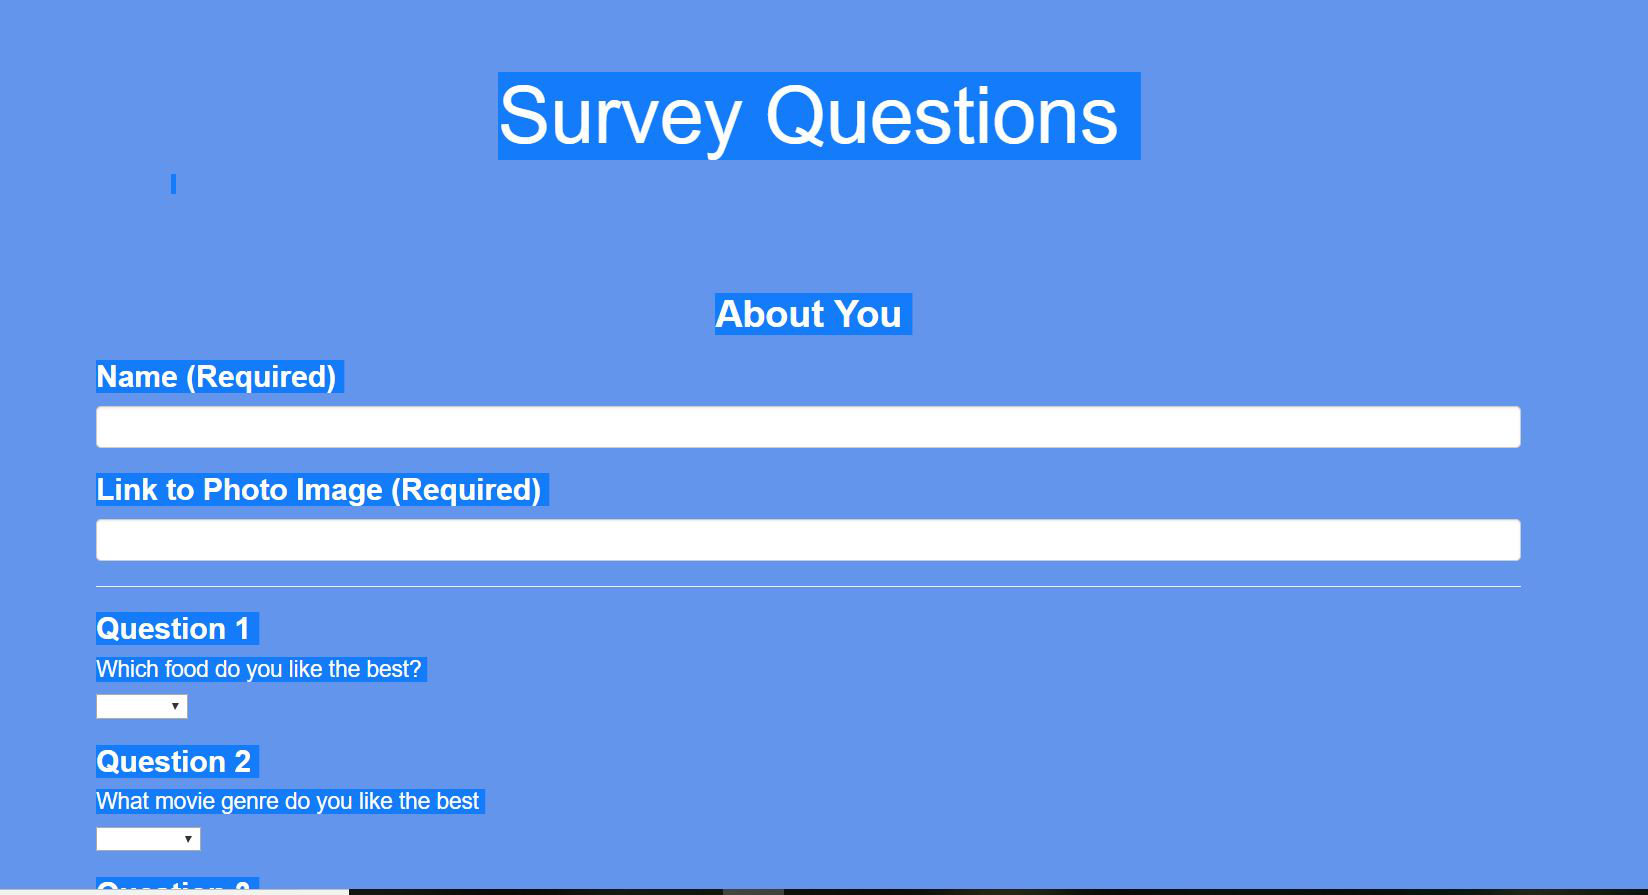 Survey Questions
About You
Name (Required)
Link to Photo Image (Required)
Question 1
Which food do you like the best?
Question 2
What movie genre do you like the best
Question